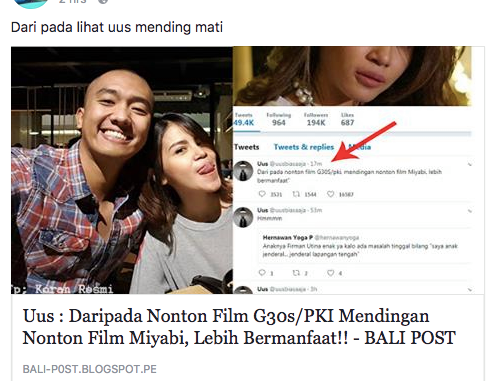 2 hrs
Dari pada lihat uus mending mati
Tweets Following Followers Likes
49.4K 964 194K 687
Tweets Tweets & replies Media
Uus @uusbiasaaja · 17m
Dari pada nonton film G30S/pki. mendingan nonton film Miyabi, lebih
bermanfaat"
3531 1544 16587
Uus @uusbiasaaja · 53m
Hmmmm
Hernawan Yoga P @hernawanyoga
Anaknya Firman Utina enak ya kalo ada masalah tinggal bilang "saya anak
jenderal... jenderal lapangan tengah"
1 2 4
Uus @uusbiasaaja · 3h
Tp; Koran Resmi
Uus : Daripada Nonton Film G30s/PKI Mendingan
Nonton Film Miyabi, Lebih Bermanfaat!! - BALI POST
BALI-P0ST.BLOGSPOT.PE